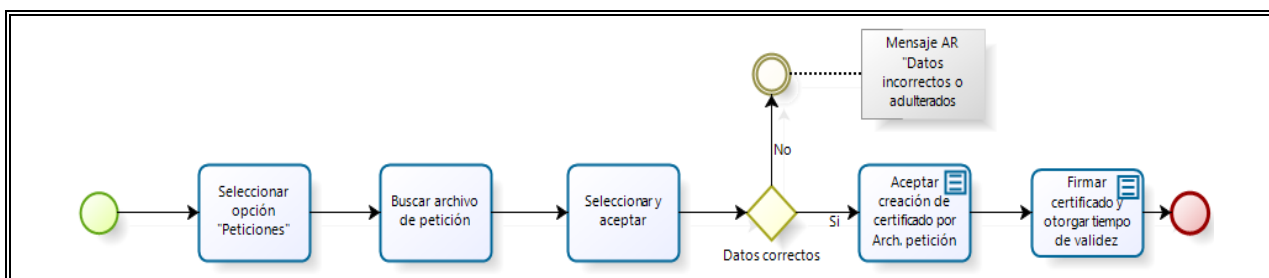 Mensaje AR
"Datos
incorrectos o
adulterados
No
Seleccionar
opción
"Peticiones"
Buscar archivo
de petición
Seleccionar y
aceptar
Datos correctos
Si
Aceptar
creación de
certificado por
Arch. petición
Firmar
certificado y
otorgar tiempo
de validez